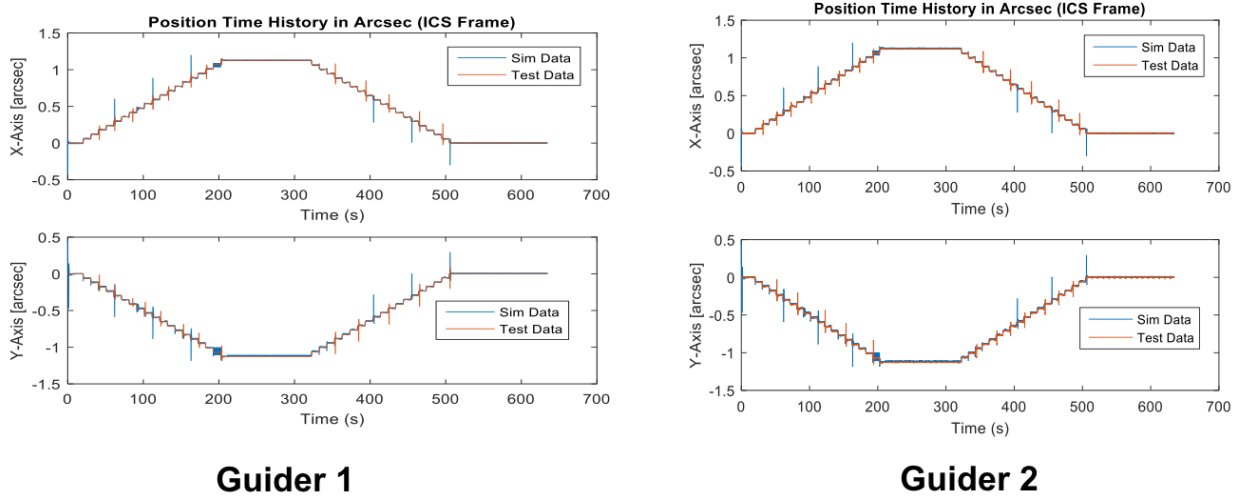 Position Time History in Arcsec (ICS Frame)
1.5
1
0.5
0
-0.5
X-Axis [arcsec]
Sim Data
Test Data
0 100 200 300 400 500 600 700
Time (s)
0.5
0
-0.5
-1
-1.5
Y-Axis [arcsec]
Sim Data
Test Data
0 100 200 300 400 500 600 700
Time (s)
Guider 1
Position Time History in Arcsec (ICS Frame)
1.5
1
0.5
0
-0.5
X-Axis [arcsec]
Sim Data
Test Data
0 100 200 300 400 500 600 700
Time (s)
0.5
0
-0.5
-1
-1.5
Y-Axis [arcsec]
Sim Data
Test Data
0 100 200 300 400 500 600 700
Time (s)
Guider 2